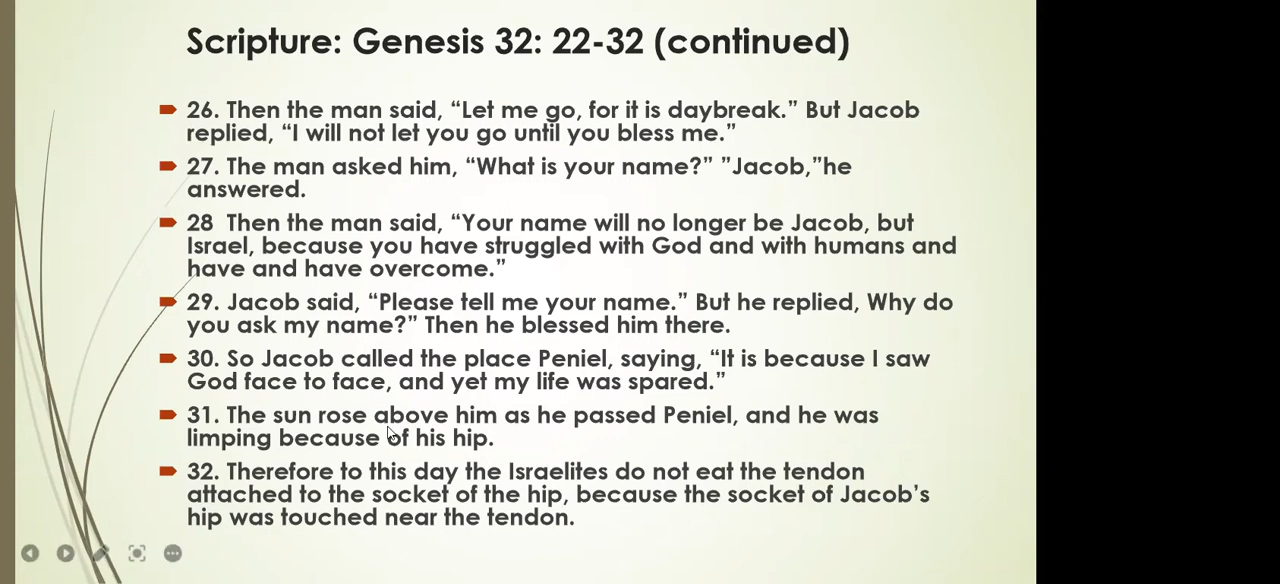 Scripture: Genesis 32: 22-32 (continued)
26. Then the man said, “Let me go, for it is daybreak.” But Jacob
replied, “I will not let you go until you bless me.”
27. The man asked him, “What is your name?” ”Jacob,”he
answered.
28  Then the man said, “Your name will no longer be Jacob, but
Israel, because you have struggled with God and with humans and
have and have overcome.”
29. Jacob said, “Please tell me your name.” But he replied, Why do
you ask my name?” Then he blessed him there.
30. So Jacob called the place Peniel, saying, “It is because I saw
God face to face, and yet my life was spared.”
31. The sun rose above him as he passed Peniel, and he was
limping because of his hip.
32. Therefore to this day the Israelites do not eat the tendon
attached to the socket of the hip, because the socket of Jacob’s
hip was touched near the tendon.